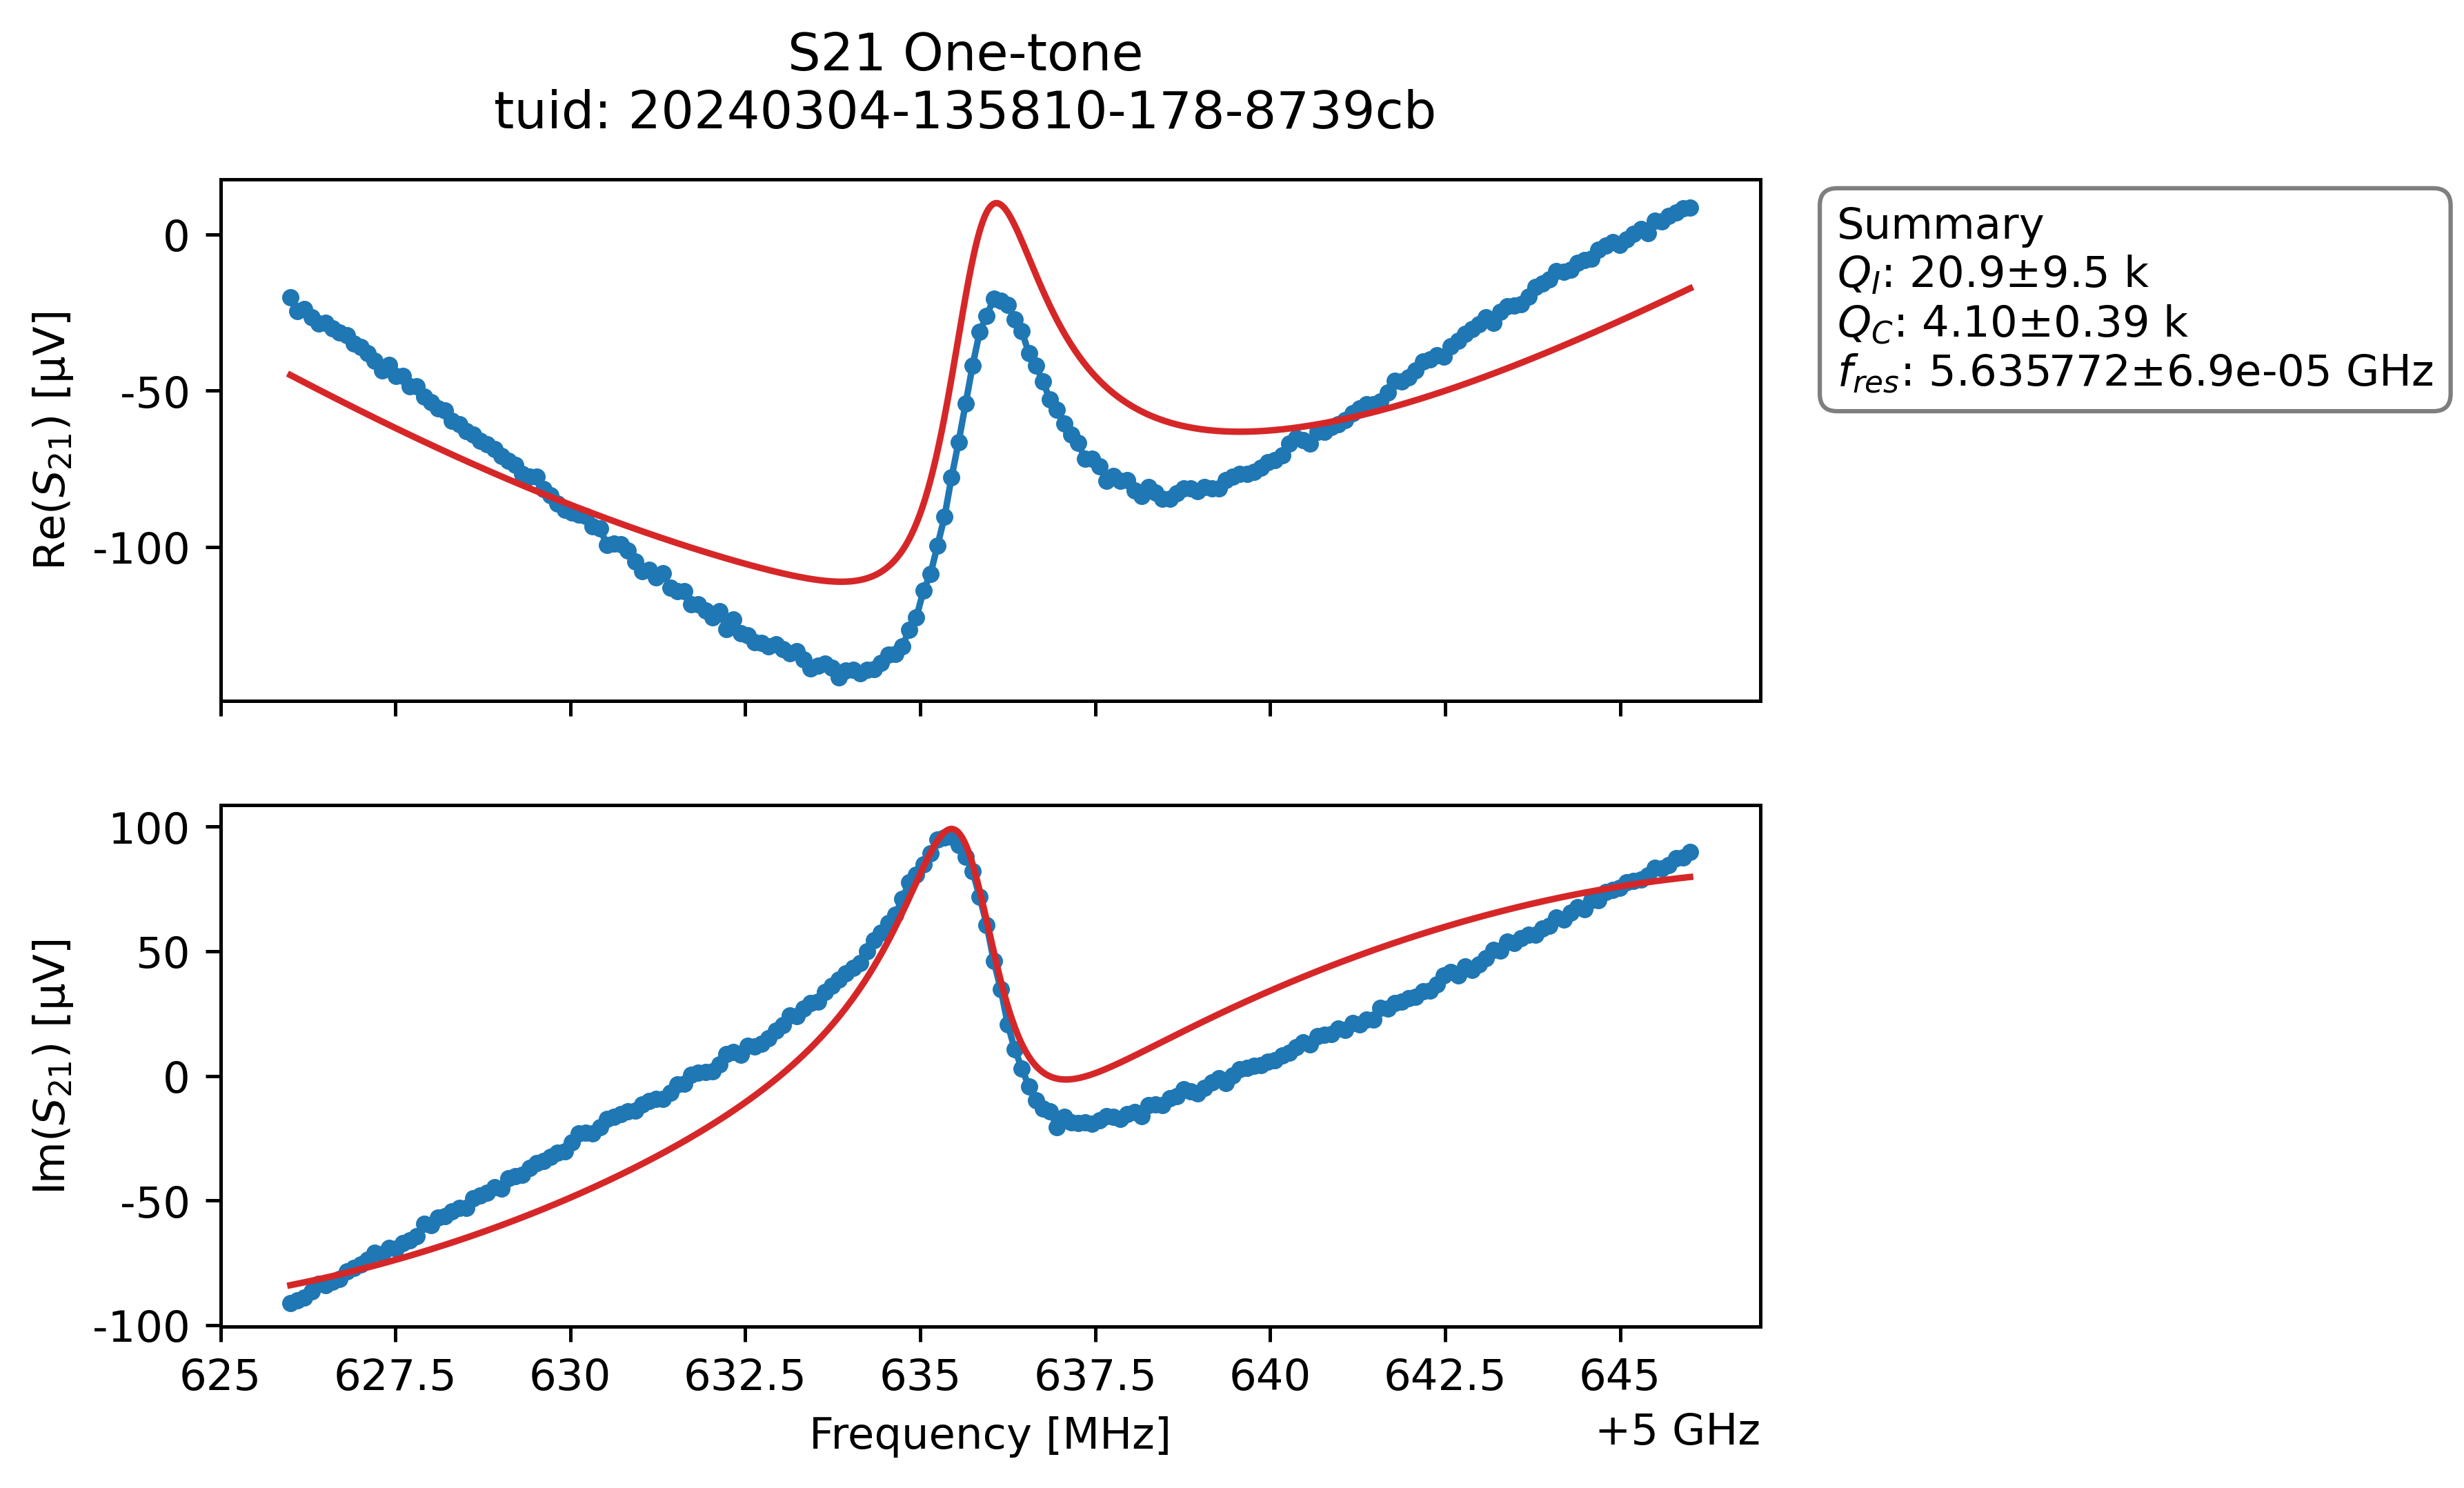 S21 One-tone
tuid: 20240304-135810-178-8739cb
Re(S₂₁) [µV]
0
-50
-100
Summary
Q_I: 20.9±9.5 k
Q_C: 4.10±0.39 k
f_res: 5.635772±6.9e-05 GHz
Im(S₂₁) [µV]
100
50
0
-50
-100
625 627.5 630 632.5 635 637.5 640 642.5 645
Frequency [MHz]
+5 GHz